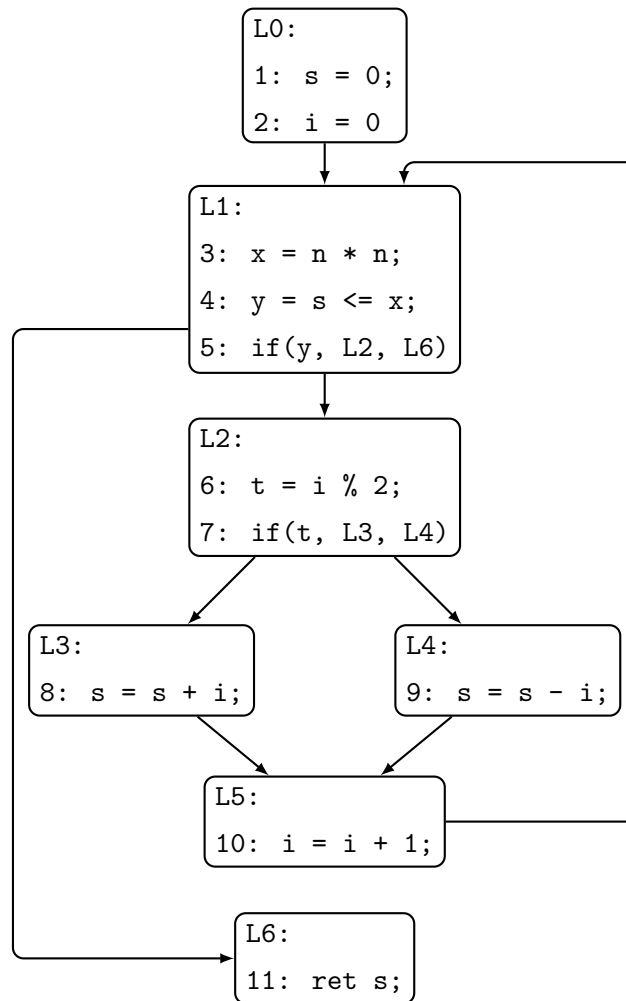 L0:
1: s = 0;
2: i = 0
L1:
3: x = n * n;
4: y = s <= x;
5: if(y, L2, L6)
L2:
6: t = i % 2;
7: if(t, L3, L4)
L3:
8: s = s + i;
L4:
9: s = s - i;
L5:
10: i = i + 1;
L6:
11: ret s;